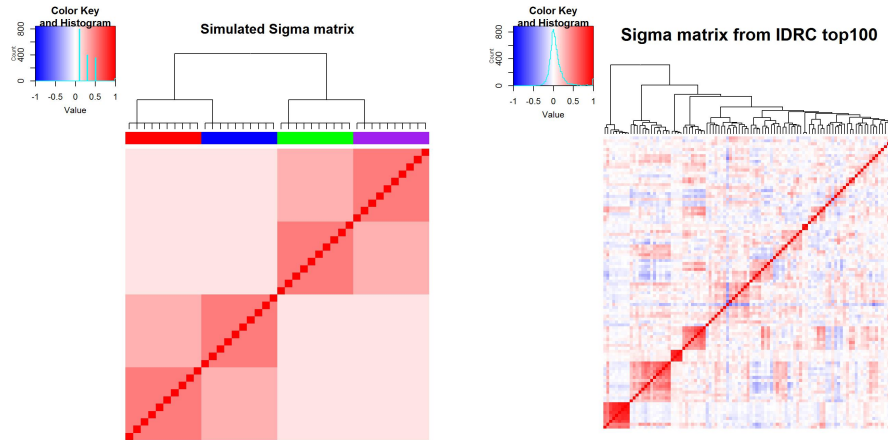 Color Key
and Histogram
Count
0 400 800
-1 -0.5 0 0.5 1
Value
Simulated Sigma matrix
Color Key
and Histogram
Count
0 400 800
-1 -0.5 0 0.5 1
Value
Sigma matrix from IDRC top100